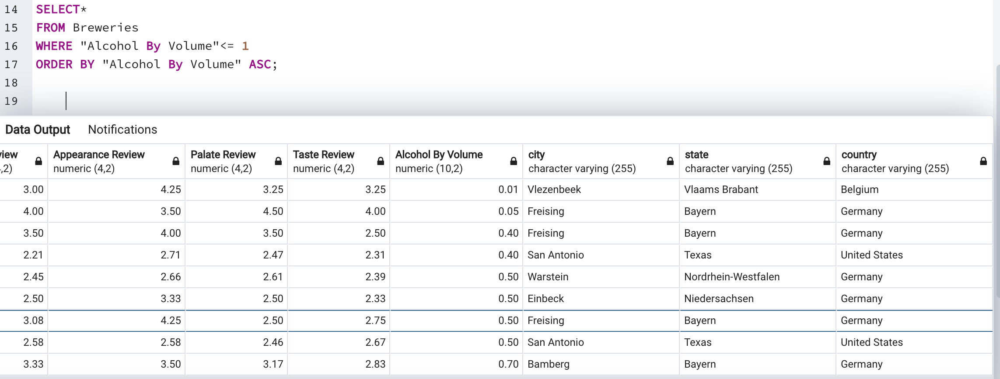 14 SELECT*
15 FROM Breweries
16 WHERE "Alcohol By Volume"<= 1
17 ORDER BY "Alcohol By Volume" ASC;
18
19
Data Output Notifications
view Appearance Review Palate Review Taste Review Alcohol By Volume city state country
,2) numeric (4,2) numeric (4,2) numeric (4,2) numeric (10,2) character varying (255) character varying (255) character varying (255)
3.00 4.25 3.25 3.25 0.01 Vlezenbeek Vlaams Brabant Belgium
4.00 3.50 4.50 4.00 0.05 Freising Bayern Germany
3.50 4.00 3.50 2.50 0.40 Freising Bayern Germany
2.21 2.71 2.47 2.31 0.40 San Antonio Texas United States
2.45 2.66 2.61 2.39 0.50 Warstein Nordrhein-Westfalen Germany
2.50 3.33 2.50 2.33 0.50 Einbeck Niedersachsen Germany
3.08 4.25 2.50 2.75 0.50 Freising Bayern Germany
2.58 2.58 2.46 2.67 0.50 San Antonio Texas United States
3.33 3.50 3.17 2.83 0.70 Bamberg Bayern Germany